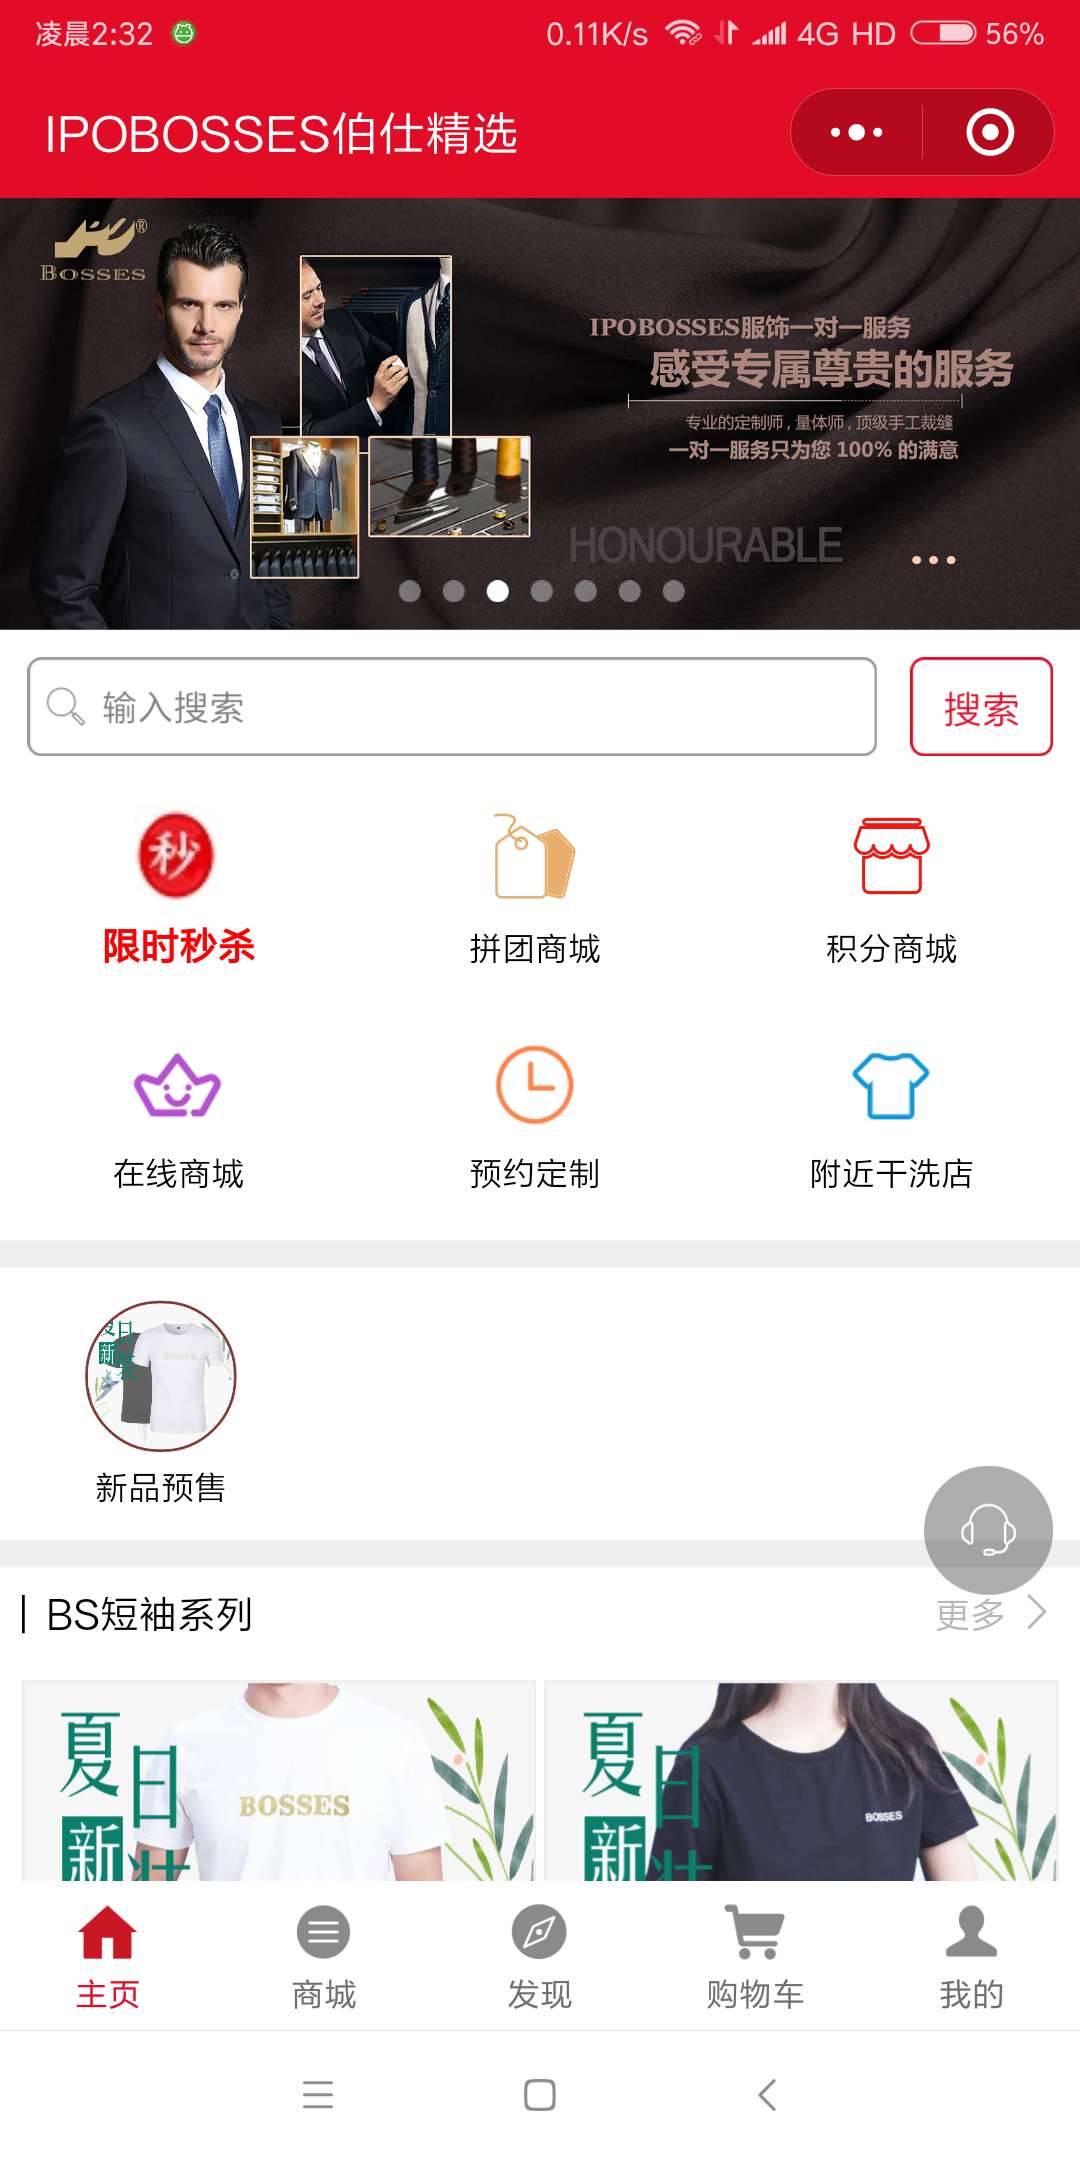 凌晨2:32 0.11K/s 4G HD 56%
IPOBOSSES伯仕精选
®
BOSSES
IPOBOSSES服饰一对一服务
感受专属尊贵的服务
专业的定制师，量体师，顶级手工裁缝
一对一服务只为您 100% 的满意
HONOURABLE
输入搜索 搜索
秒
限时秒杀 拼团商城 积分商城
在线商城 预约定制 附近干洗店
夏日
新装
BOSSES
新品预售
BS短袖系列 更多
夏日 夏日
新装 新装
BOSSES BOSSES
主页 商城 发现 购物车 我的